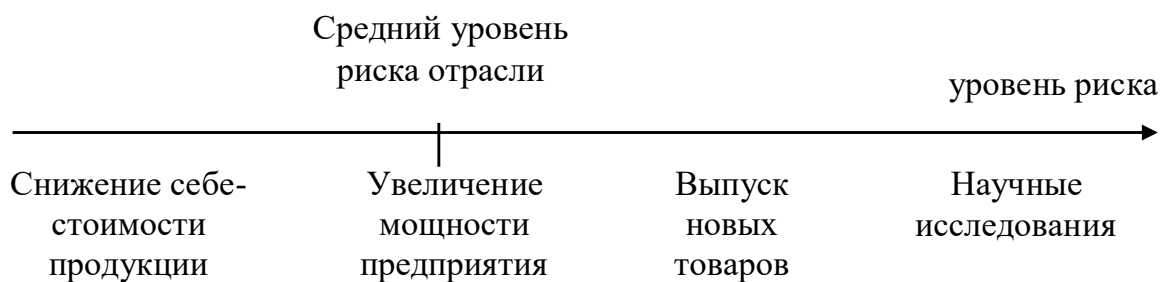 Средний уровень
риска отрасли
уровень риска
Снижение себе-
стоимости
продукции
Увеличение
мощности
предприятия
Выпуск
новых
товаров
Научные
исследования